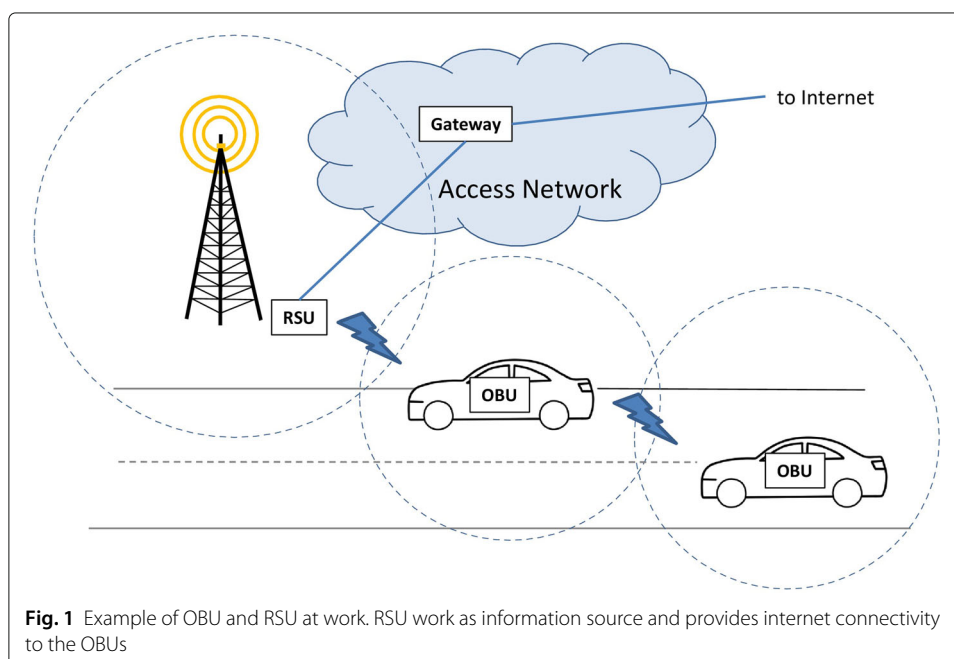 to Internet
Gateway
Access Network
RSU
OBU
OBU
Fig. 1 Example of OBU and RSU at work. RSU work as information source and provides internet connectivity
to the OBUs